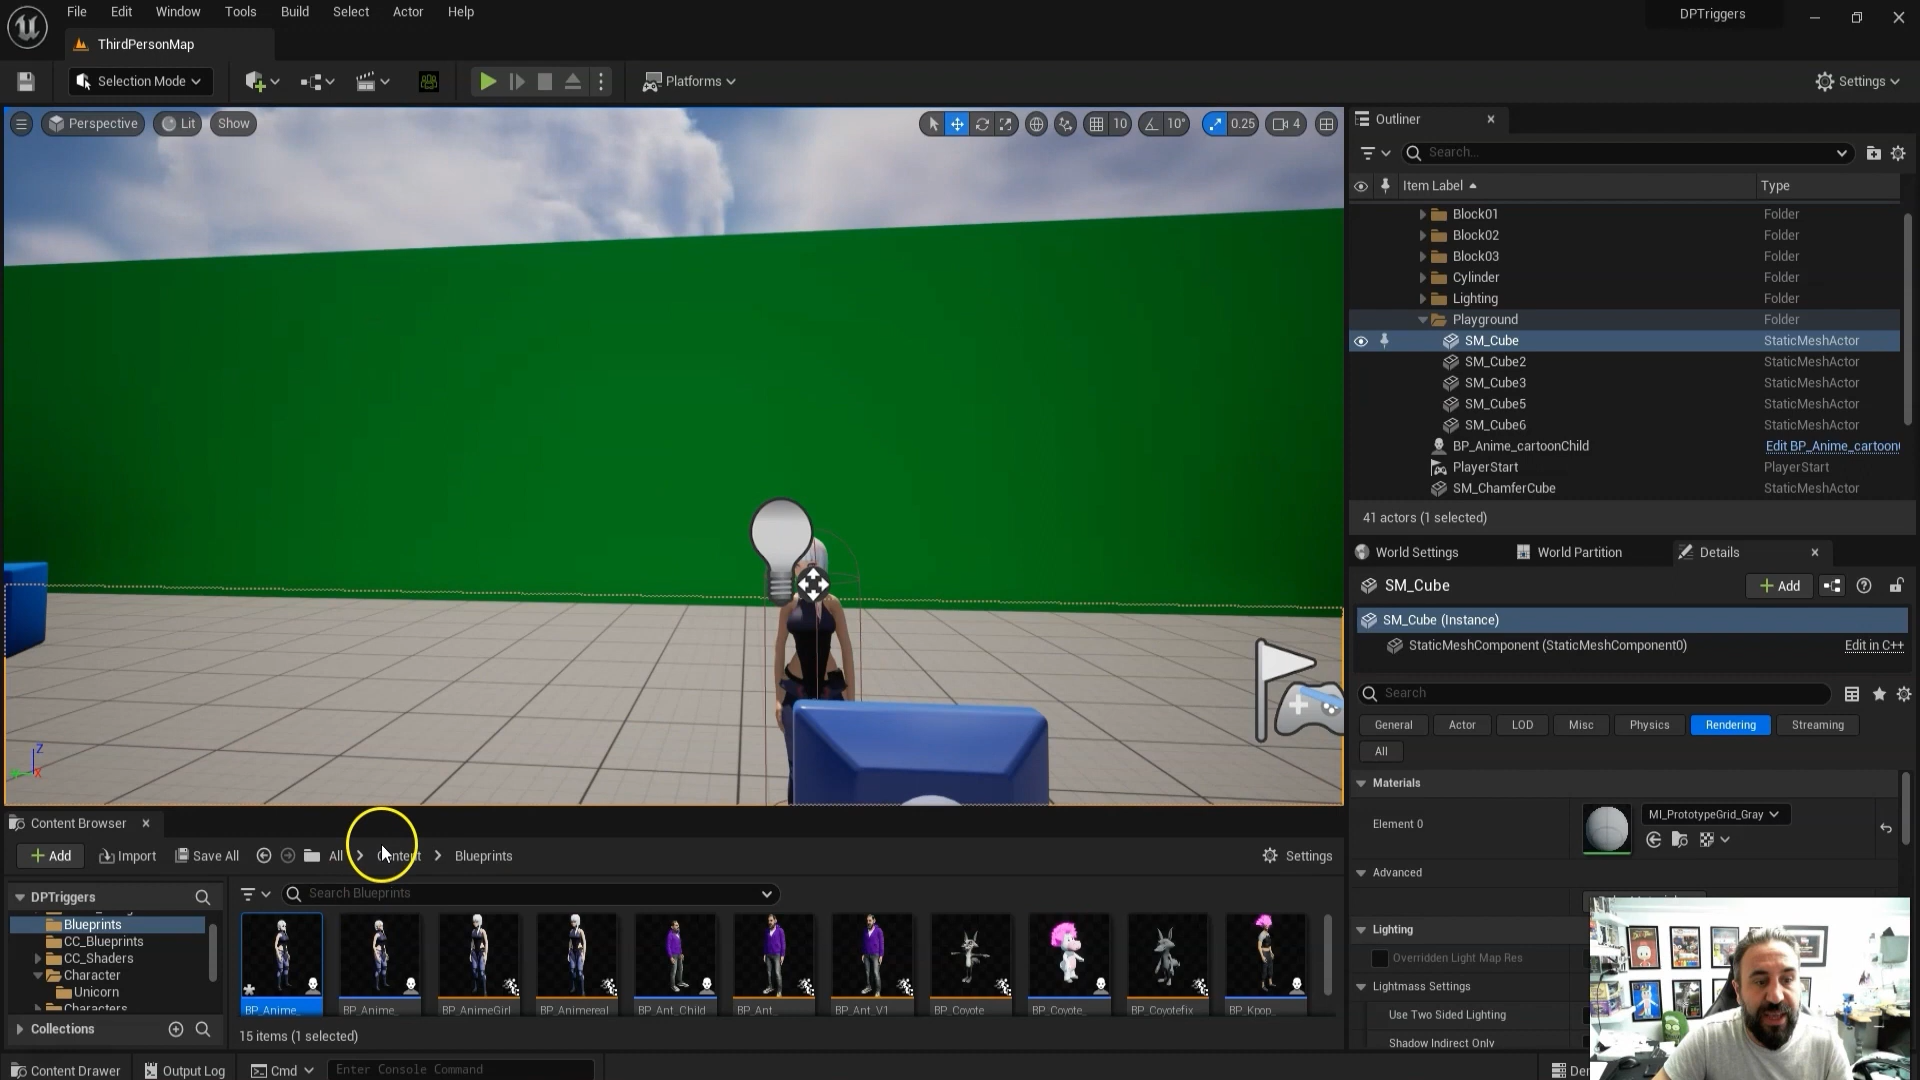 File Edit Window Tools Build Select Actor Help
DPTriggers
ThirdPersonMap
Selection Mode
Platforms
Settings
Perspective
Lit
Show
10
10°
0.25
4
Outliner
Search...
Item Label
Type
Block01 Folder
Block02 Folder
Block03 Folder
Cylinder Folder
Lighting Folder
Playground Folder
SM_Cube StaticMeshActor
SM_Cube2 StaticMeshActor
SM_Cube3 StaticMeshActor
SM_Cube5 StaticMeshActor
SM_Cube6 StaticMeshActor
BP_Anime_cartoonChild Edit BP_Anime_cartoon
PlayerStart PlayerStart
SM_ChamferCube StaticMeshActor
41 actors (1 selected)
World Settings
World Partition
Details
SM_Cube
Add
SM_Cube (Instance)
StaticMeshComponent (StaticMeshComponent0)
Edit in C++
Search
General
Actor
LOD
Misc
Physics
Rendering
Streaming
All
Materials
Element 0
MI_PrototypeGrid_Gray
Advanced
Lighting
Overridden Light Map Res
Lightmass Settings
Use Two Sided Lighting
Shadow Indirect Only
Content Browser
Add
Import
Save All
All
Content
Blueprints
Settings
DPTriggers
Search Blueprints
Blueprints
CC_Blueprints
CC_Shaders
Character
Unicorn
Characters
Collections
BP_Anime_
BP_Anime_
BP_AnimeGirl
BP_Animereal
BP_Ant_Child
BP_Ant_
BP_Ant_V1
BP_Coyote
BP_Coyote_
BP_Coyotefix
BP_Kpop_
15 items (1 selected)
Content Drawer
Output Log
Cmd
Enter Console Command
Z
X